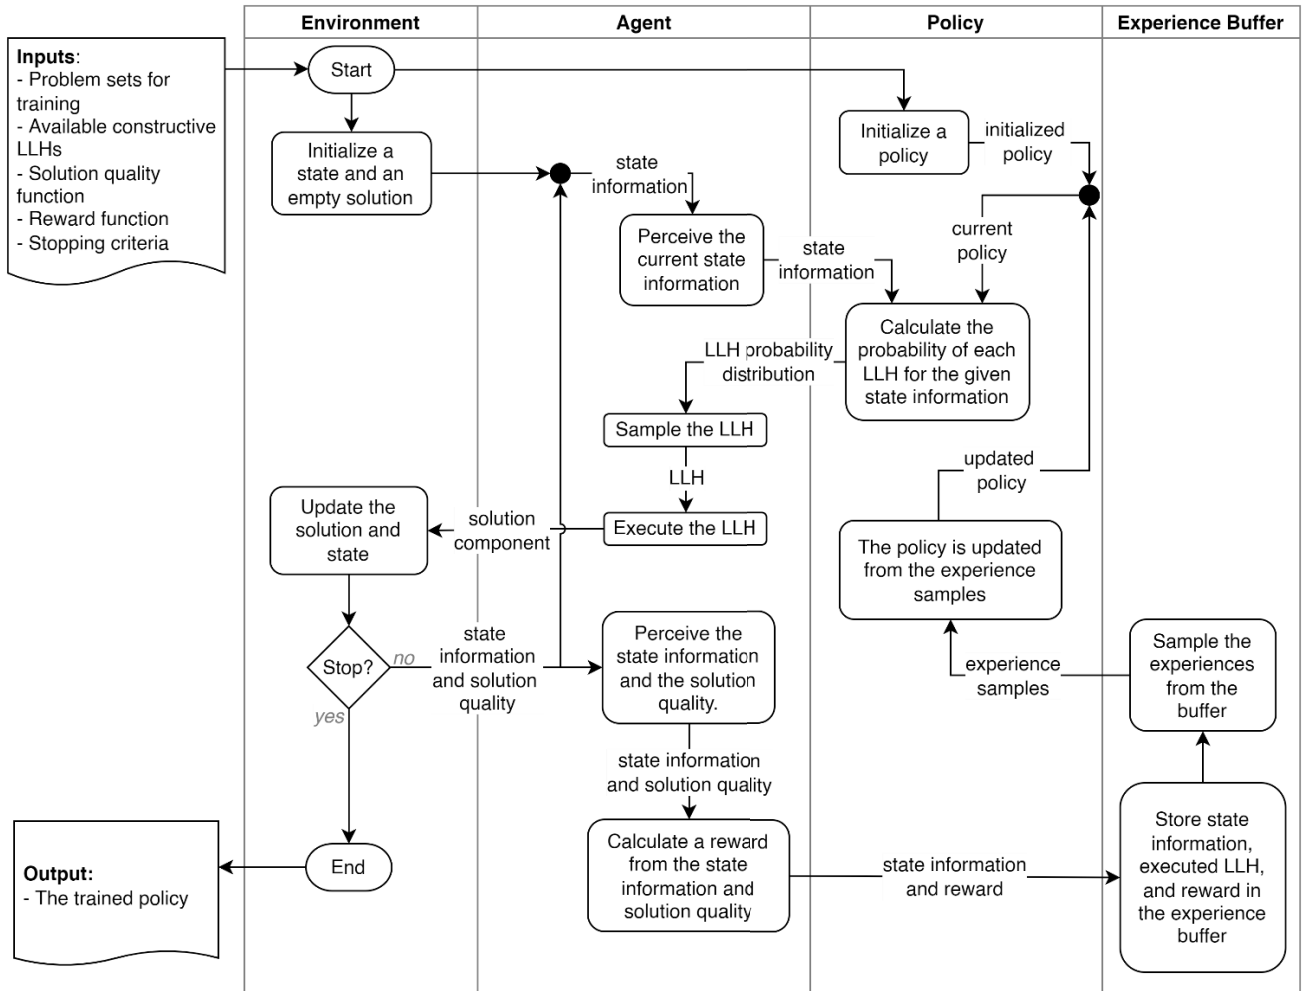 Environment
Agent
Policy
Experience Buffer
Inputs:
- Problem sets for
training
- Available constructive
LLHs
- Solution quality
function
- Reward function
- Stopping criteria
Start
Initialize a
state and an
empty solution
state
information
Initialize a
policy
initialized
policy
Perceive the
current state
information
state
information
current
policy
Calculate the
probability of each
LLH for the given
state information
LLH probability
distribution
Sample the LLH
LLH
Execute the LLH
solution
component
Update the
solution and
state
updated
policy
The policy is updated
from the experience
samples
Stop?
no
yes
state
information
and solution
quality
Perceive the
state information
and the solution
quality.
experience
samples
Sample the
experiences
from the
buffer
state information
and solution quality
Calculate a reward
from the state
information and
solution quality
state information
and reward
Store state
information,
executed LLH,
and reward in
the experience
buffer
End
Output:
- The trained policy